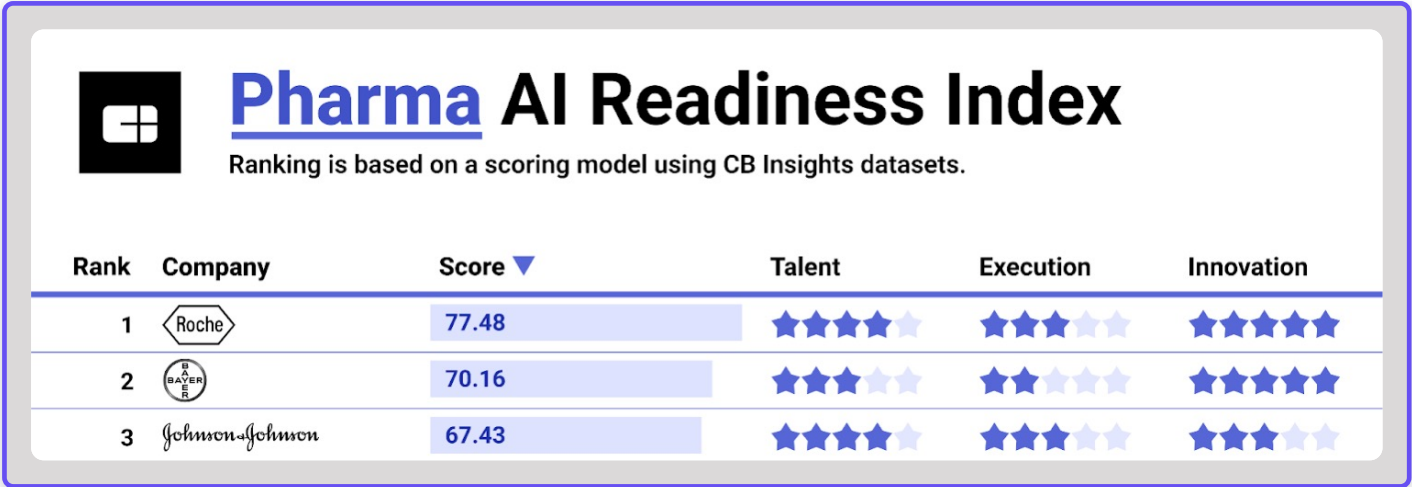 Pharma AI Readiness Index
Ranking is based on a scoring model using CB Insights datasets.
Rank Company Score ▼ Talent Execution Innovation
1 Roche 77.48 ★★★★☆ ★★★☆☆ ★★★★★
2 BAYER BAYER 70.16 ★★★☆☆ ★★☆☆☆ ★★★★★
3 Johnson+Johnson 67.43 ★★★★☆ ★★★☆☆ ★★★☆☆